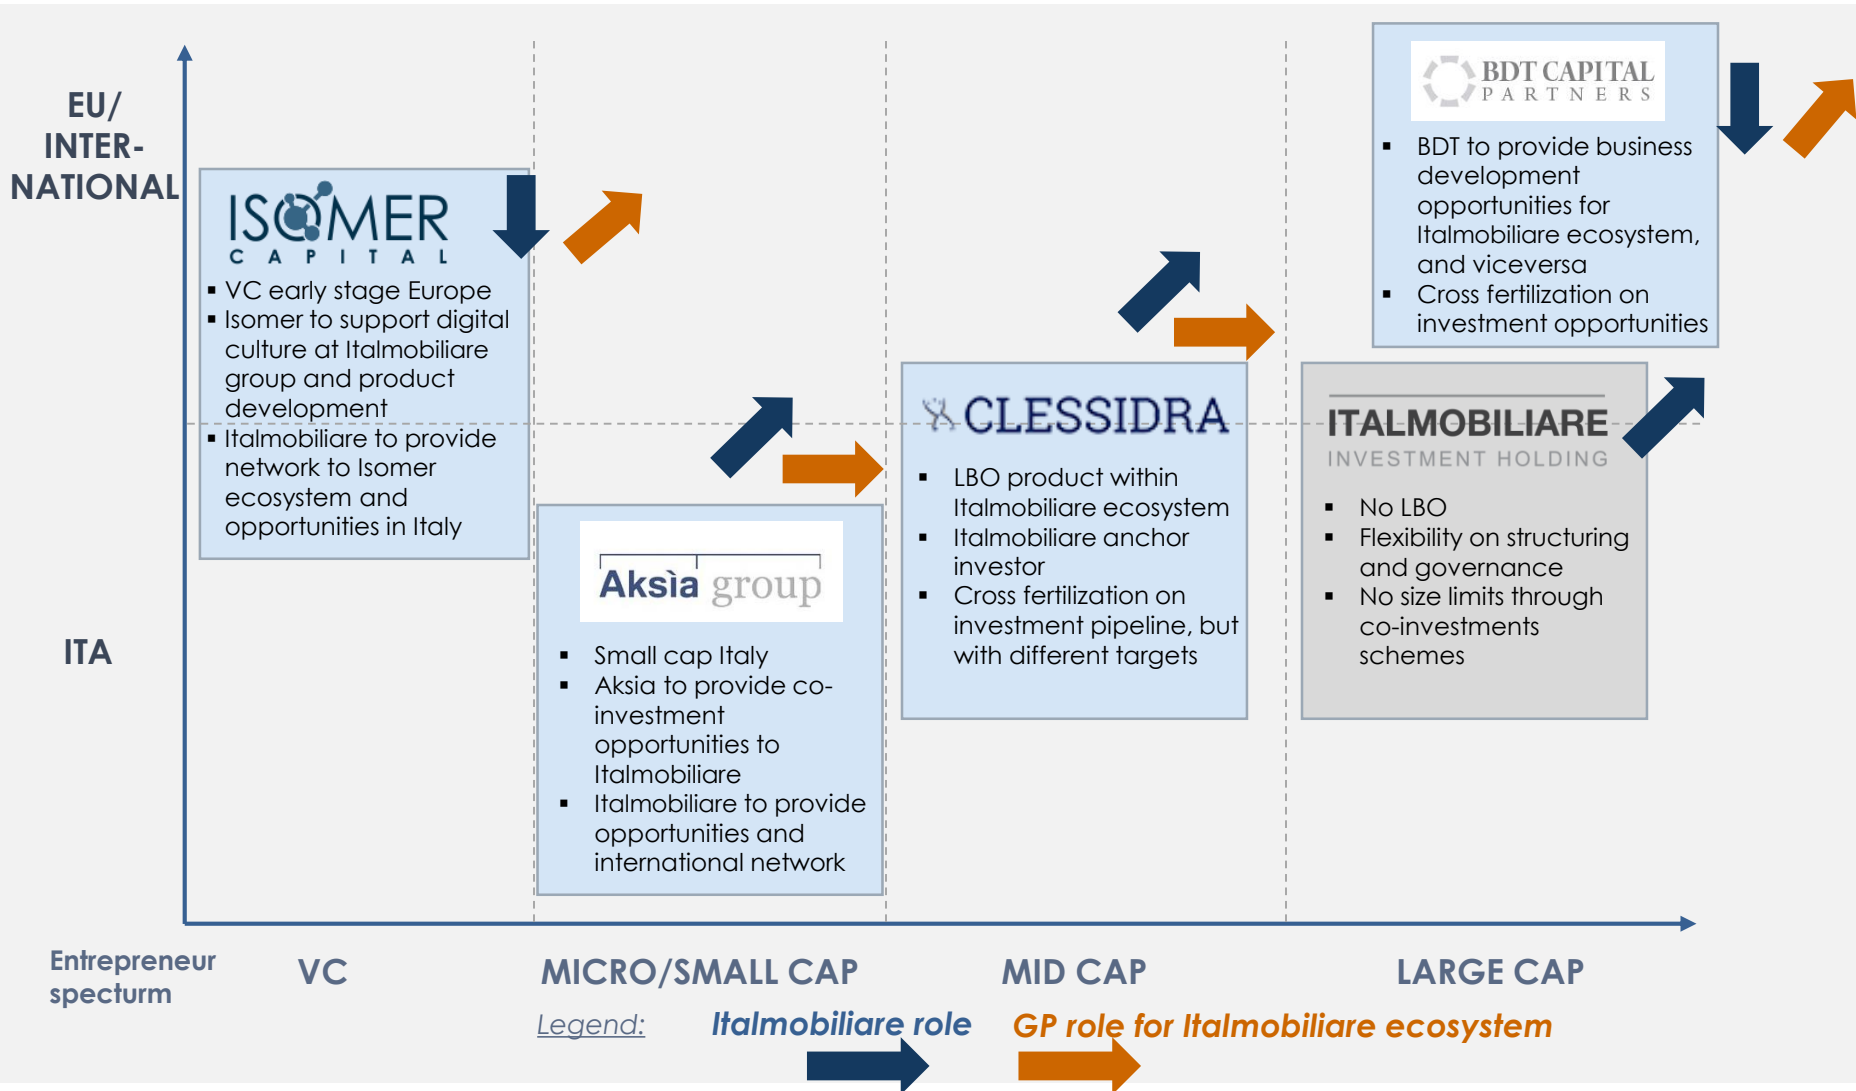 EU/
INTER-
NATIONAL
ISOMER
CAPITAL
▪ VC early stage Europe
▪ Isomer to support digital
culture at Italmobiliare
group and product
development
▪ Italmobiliare to provide
network to Isomer
ecosystem and
opportunities in Italy
BDT CAPITAL
PARTNERS
▪ BDT to provide business
development
opportunities for
Italmobiliare ecosystem,
and viceversa
▪ Cross fertilization on
investment opportunities
CLESSIDRA
▪ LBO product within
Italmobiliare ecosystem
▪ Italmobiliare anchor
investor
▪ Cross fertilization on
investment pipeline, but
with different targets
ITALMOBILIARE
INVESTMENT HOLDING
▪ No LBO
▪ Flexibility on structuring
and governance
▪ No size limits through
co-investments
schemes
ITA
Aksìa group
▪ Small cap Italy
▪ Aksia to provide co-
investment
opportunities to
Italmobiliare
▪ Italmobiliare to provide
opportunities and
international network
Entrepreneur
specturm
VC
MICRO/SMALL CAP
MID CAP
LARGE CAP
Legend:
Italmobiliare role
GP role for Italmobiliare ecosystem